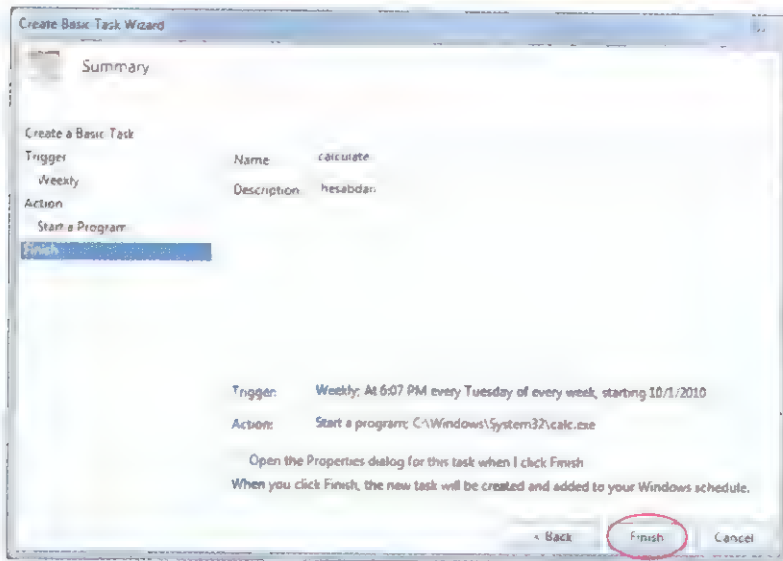 Create Basic Task Wizard
Summary
Create a Basic Task
Trigger
Weekly
Action
Start a Program
Finish
Name calculate
Description hesabdari
Trigger: Weekly; At 6:07 PM every Tuesday of every week, starting 10/1/2010
Action: Start a program; C:\Windows\System32\calc.exe
Open the Properties dialog for this task when I click Finish
When you click Finish, the new task will be created and added to your Windows schedule.
< Back Finish Cancel